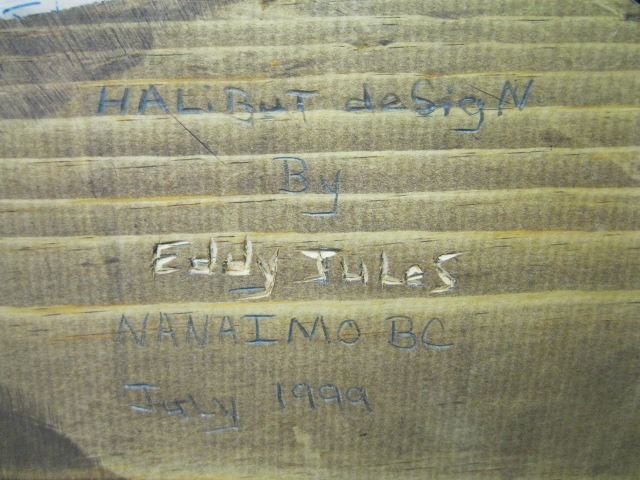 HALiBuT deSigN
By
Eddy JuLeS
NANAIMO BC
July 1999